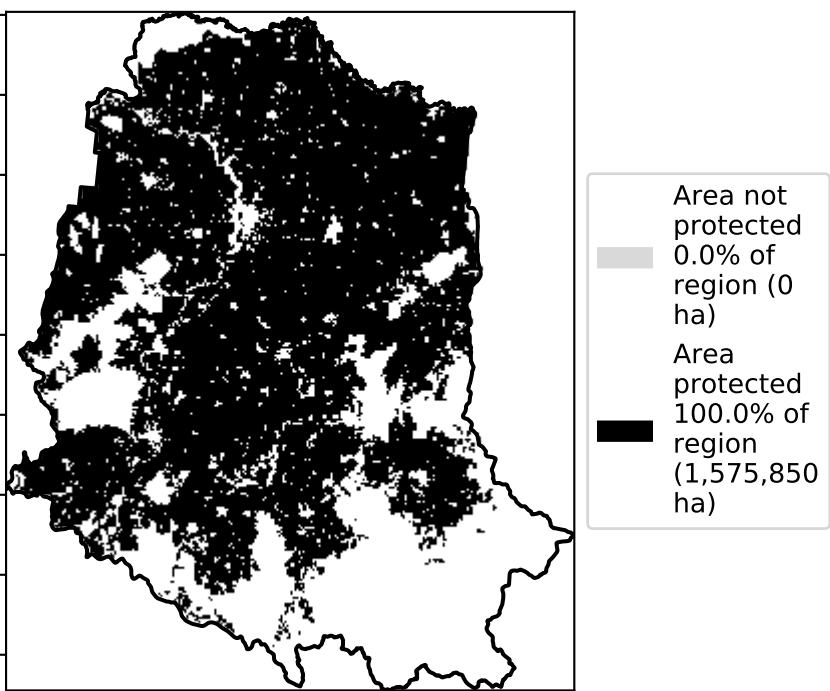 Area not
protected
0.0% of
region (0
ha)
Area
protected
100.0% of
region
(1,575,850
ha)